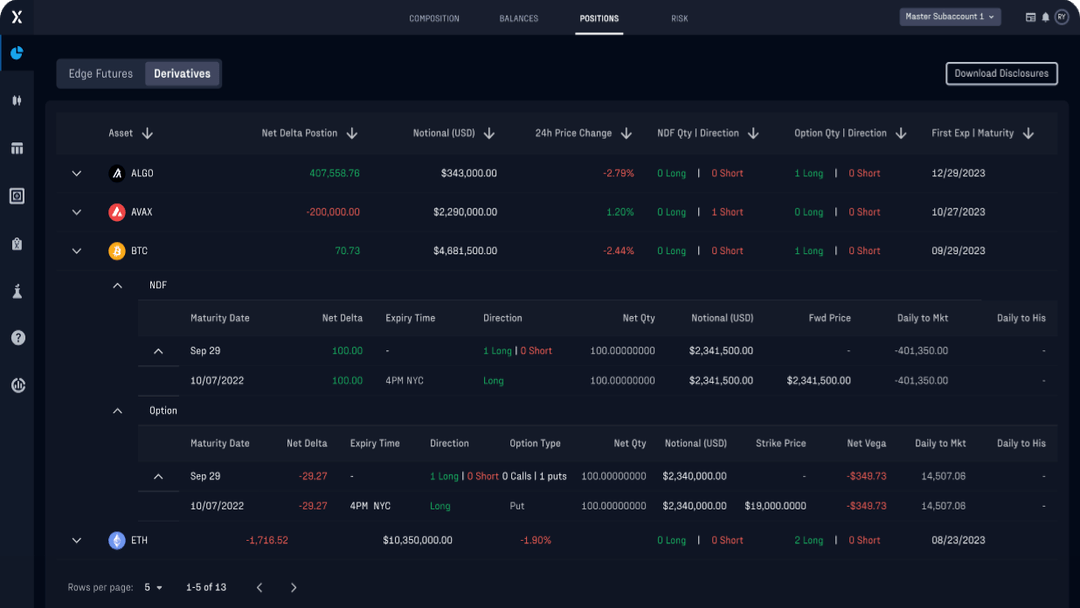 X COMPOSITION BALANCES POSITIONS RISK Master Subaccount 1 RY
Edge Futures Derivatives Download Disclosures
Asset Net Delta Postion Notional (USD) 24h Price Change NDF Qty | Direction Option Qty | Direction First Exp | Maturity
ALGO 407,558.76 $343,000.00 -2.79% 0 Long | 0 Short 1 Long | 0 Short 12/29/2023
AVAX -200,000.00 $2,290,000.00 1.20% 0 Long | 1 Short 0 Long | 0 Short 10/27/2023
BTC 70.73 $4,681,500.00 -2.44% 0 Long | 0 Short 1 Long | 0 Short 09/29/2023
NDF
Maturity Date Net Delta Expiry Time Direction Net Qty Notional (USD) Fwd Price Daily to Mkt Daily to His
Sep 29 100.00 - 1 Long | 0 Short 100.00000000 $2,341,500.00 - -401,350.00 -
10/07/2022 100.00 4PM NYC Long 100.00000000 $2,341,500.00 $2,341,500.00 -401,350.00 -
Option
Maturity Date Net Delta Expiry Time Direction Option Type Net Qty Notional (USD) Strike Price Net Vega Daily to Mkt Daily to His
Sep 29 -29.27 - 1 Long | 0 Short 0 Calls | 1 puts 100.00000000 $2,340,000.00 - -$349.73 14,507.06 -
10/07/2022 -29.27 4PM NYC Long Put 100.00000000 $2,340,000.00 $19,000.0000 -$349.73 14,507.06 -
ETH -1,716.52 $10,350,000.00 -1.90% 0 Long | 0 Short 2 Long | 0 Short 08/23/2023
Rows per page: 5 1-5 of 13